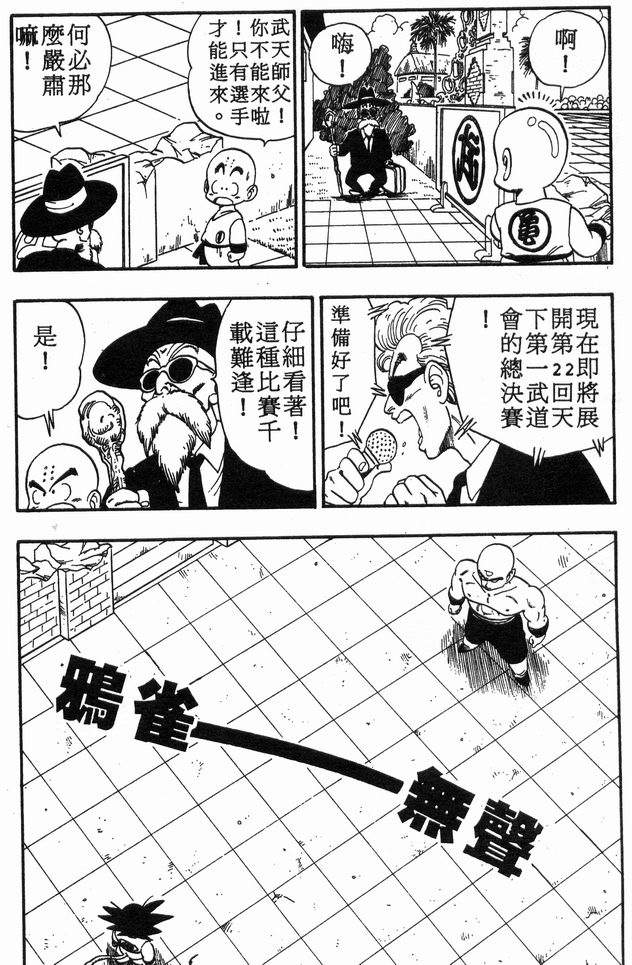 啊！
嗨！
武天師父！
你不能來啦
！只有選手
才能進來。
何必那
麼嚴肅
嘛！
龜
現在即將展
開第22回天
下第一武道
會的總決賽
！
準備好了吧！
仔細看著！
這種比賽千
載難逢！
是！
鴉雀——無聲